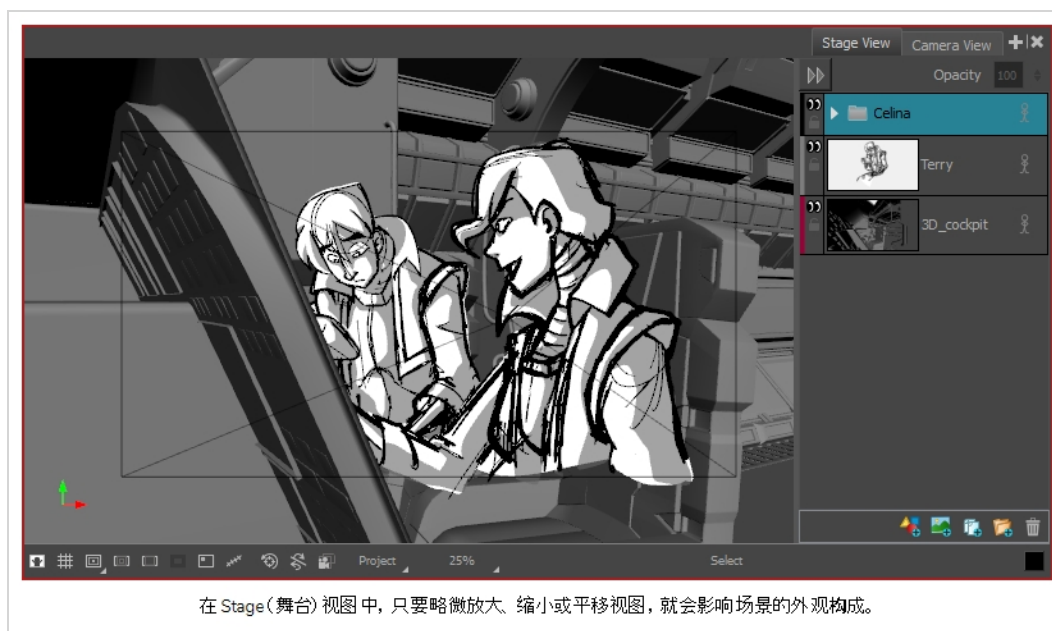 Stage View
Camera View
Opacity 100
Celina
Terry
3D_cockpit
Project
25%
Select
在 Stage(舞台) 视图中, 只要略微放大、缩小或平移视图, 就会影响场景的外观构成。